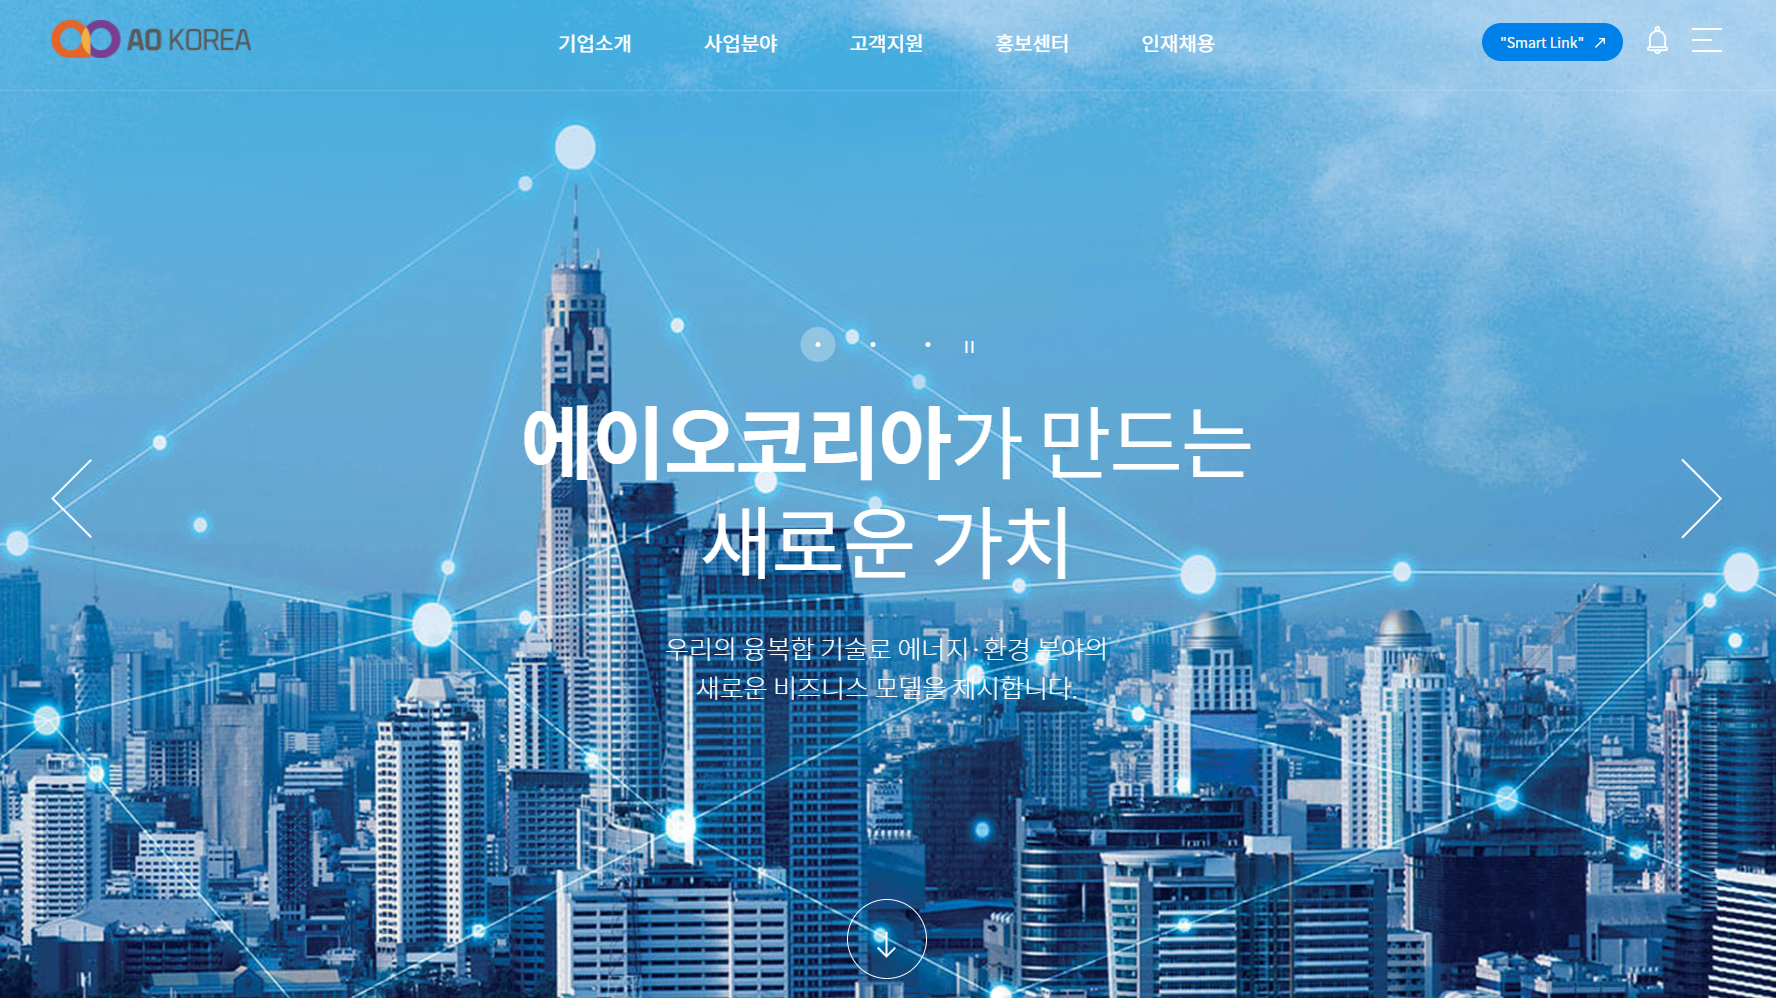 AO KOREA
기업소개
사업분야
고객지원
홍보센터
인재채용
"Smart Link"
에이오코리아가 만드는
새로운 가치
우리의 융복합 기술로 에너지 · 환경 분야의
새로운 비즈니스 모델을 제시합니다.